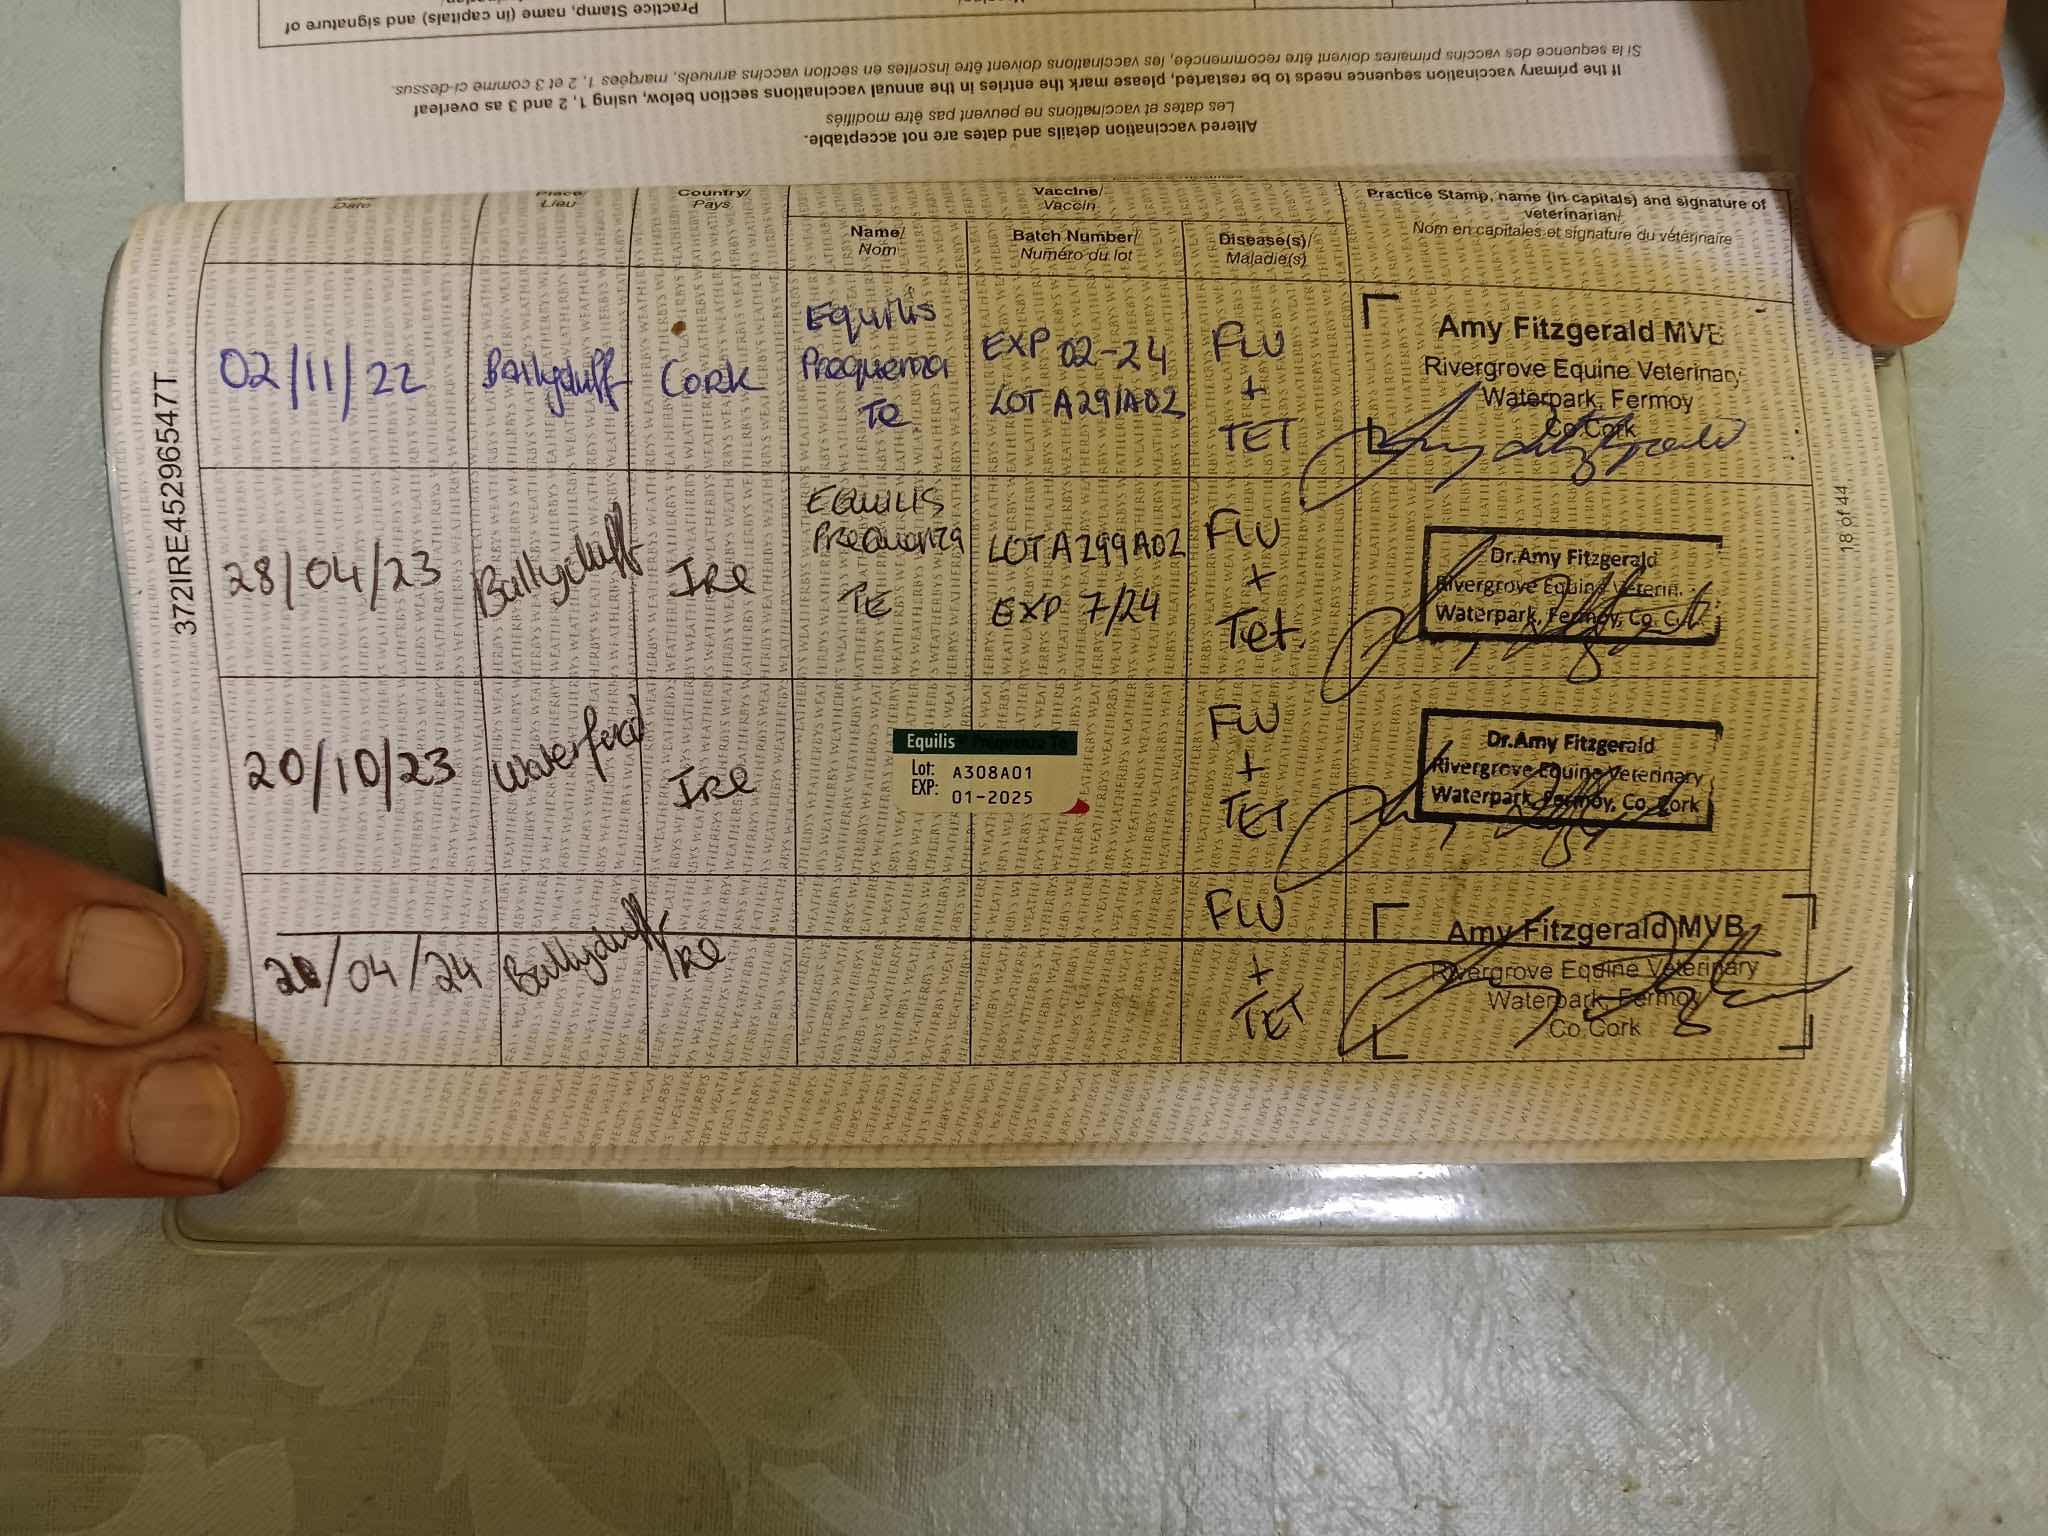 Practice Stamp, name (in capitals) and signature of
Si la sequence des vaccins primaires doivent être recommencée, les vaccinations doivent être inscrites en section vaccins annuels, marqées 1, 2 et 3 comme ci-dessus.
If the primary vaccination sequence needs to be restarted, please mark the entries in the annual vaccinations section below, using 1, 2 and 3 as overleaf
Les dates et vaccinations ne peuvent pas être modifiés
Altered vaccination details and dates are not acceptable.
372IRE45296547T
Date
Place/
Lieu
Country/
Pays
Vaccine/
Vaccin
Name/
Nom
Batch Number/
Numéro du lot
Disease(s)/
Maladie(s)
Practice Stamp, name (in capitals) and signature of
veterinarian/
Nom en capitales et signature du vétérinaire
02/11/22
Ballyduff
CORK
Equilis
Prequenza
Te
EXP 02-24
LOT A291A02
FLU
+
TET
Amy Fitzgerald MVB
Rivergrove Equine Veterinary
Waterpark, Fermoy
Co Cork
28/04/23
Ballyduff
IRe
EQUILIS
PReQuenza
TE
LOT A299A02
EXP 7/24
FLU
+
Tet.
Dr.Amy Fitzgerald
Rivergrove Equine Veterin.
Waterpark, Fermoy, Co. C
20/10/23
Waterford
IRe
Equilis
Lot: A308A01
EXP: 01-2025
FLU
+
TET
Dr.Amy Fitzgerald
Rivergrove Equine Veterinary
Waterpark, Fermoy, Co. Cork
/04/24
Ballyduff
IRe
FLU
+
TET
Amy Fitzgerald MVB
Rivergrove Equine Veterinary
Waterpark, Fermoy
Co Cork
18 of 44